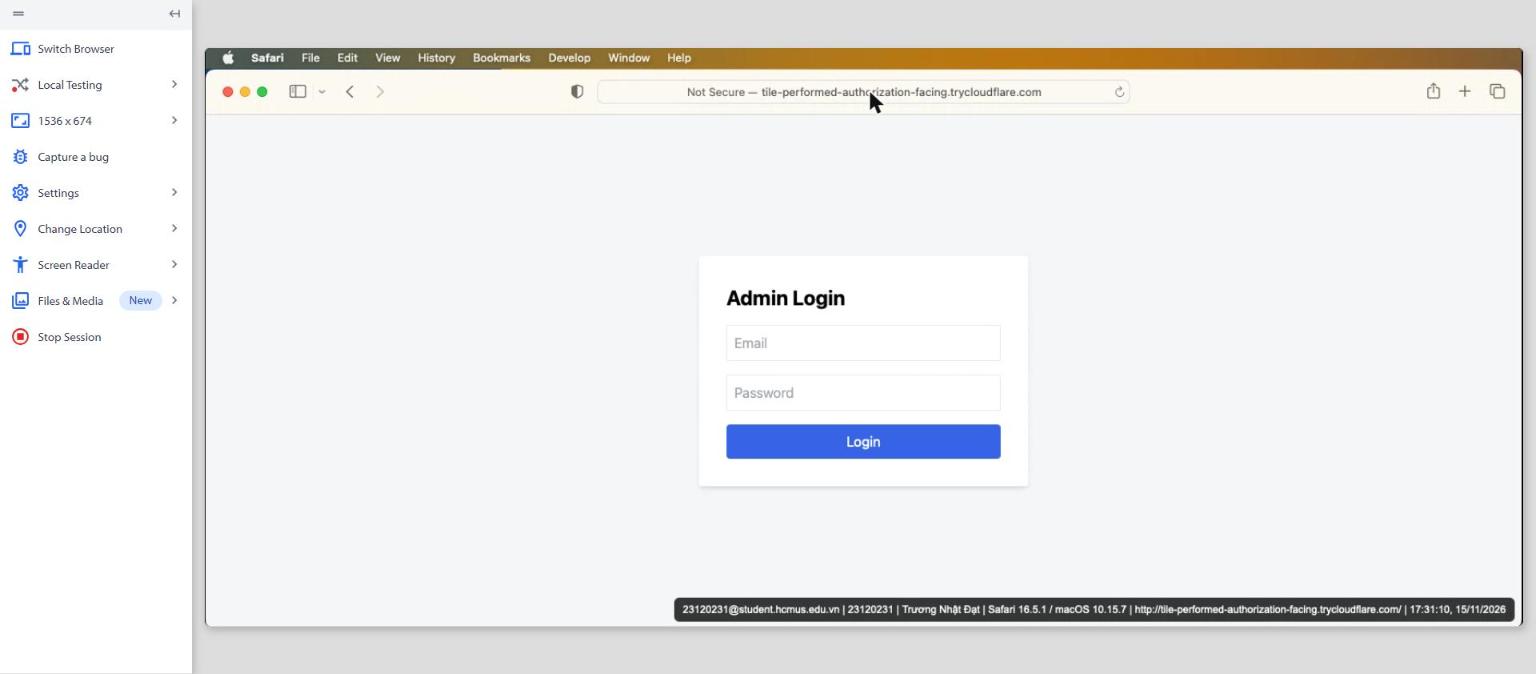 Switch Browser
Local Testing
1536 x 674
Capture a bug
Settings
Change Location
Screen Reader
Files & Media New
Stop Session
Safari File Edit View History Bookmarks Develop Window Help
Not Secure — tile-performed-authorization-facing.trycloudflare.com
Admin Login
Email
Password
Login
23120231@student.hcmus.edu.vn | 23120231 | Trương Nhật Đạt | Safari 16.5.1 / macOS 10.15.7 | http://tile-performed-authorization-facing.trycloudflare.com/ | 17:31:10, 15/11/2026